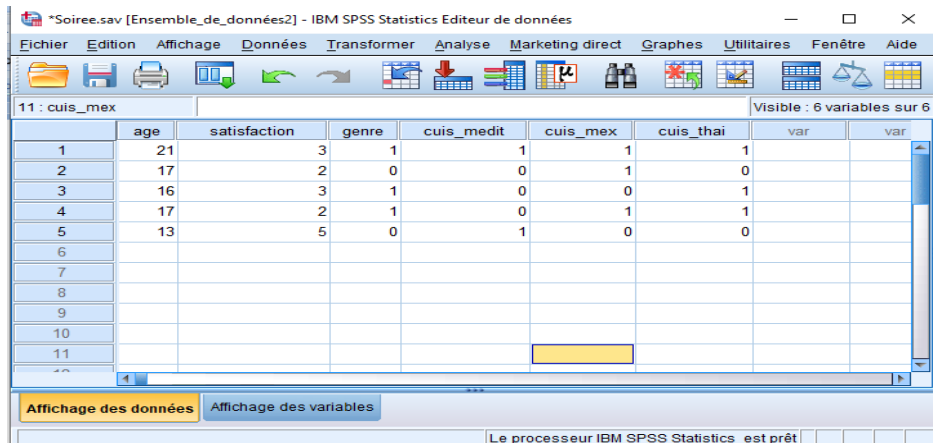 *Soiree.sav [Ensemble_de_données2] - IBM SPSS Statistics Editeur de données
Fichier Edition Affichage Données Transformer Analyse Marketing direct Graphes Utilitaires Fenêtre Aide
11 : cuis_mex Visible : 6 variables sur 6
age satisfaction genre cuis_medit cuis_mex cuis_thai var var
1 21 3 1 1 1 1
2 17 2 0 0 1 0
3 16 3 1 0 0 1
4 17 2 1 0 1 1
5 13 5 0 1 0 0
6
7
8
9
10
11
Affichage des données Affichage des variables
Le processeur IBM SPSS Statistics est prêt